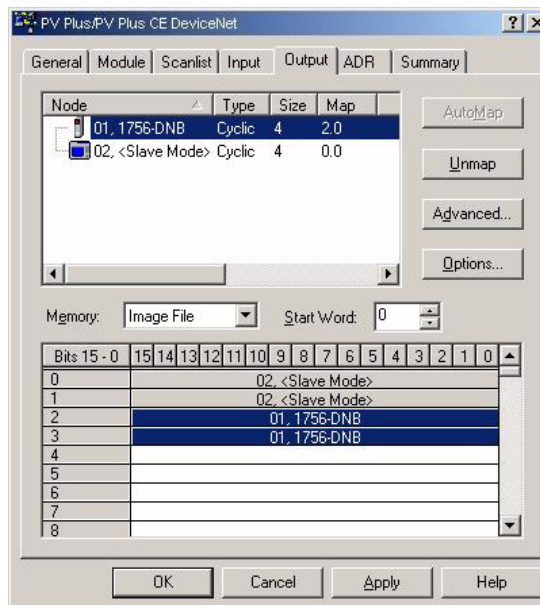 PV Plus/PV Plus CE DeviceNet
General Module Scanlist Input Output ADR Summary
Node Type Size Map
01, 1756-DNB Cyclic 4 2.0
02, <Slave Mode> Cyclic 4 0.0
AutoMap
Unmap
Advanced...
Options...
Memory: Image File Start Word: 0
Bits 15 - 0 15 14 13 12 11 10 9 8 7 6 5 4 3 2 1 0
0 02, <Slave Mode>
1 02, <Slave Mode>
2 01, 1756-DNB
3 01, 1756-DNB
4
5
6
7
8
OK Cancel Apply Help